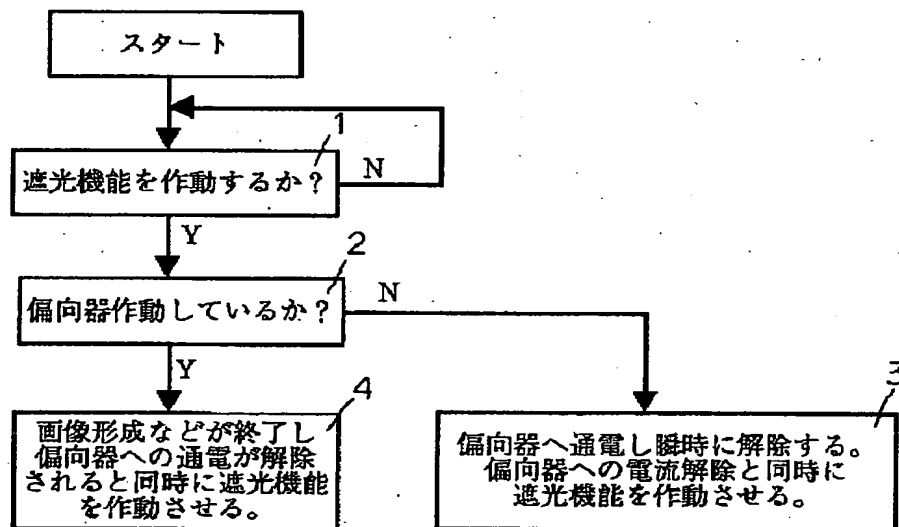 スタート
1
遮光機能を作動するか?
N
Y
2
偏向器作動しているか?
N
Y
4
画像形成などが終了し
偏向器への通電が解除
されると同時に遮光機能
を作動させる。
3
偏向器へ通電し瞬時に解除する。
偏向器への電流解除と同時に
遮光機能を作動させる。